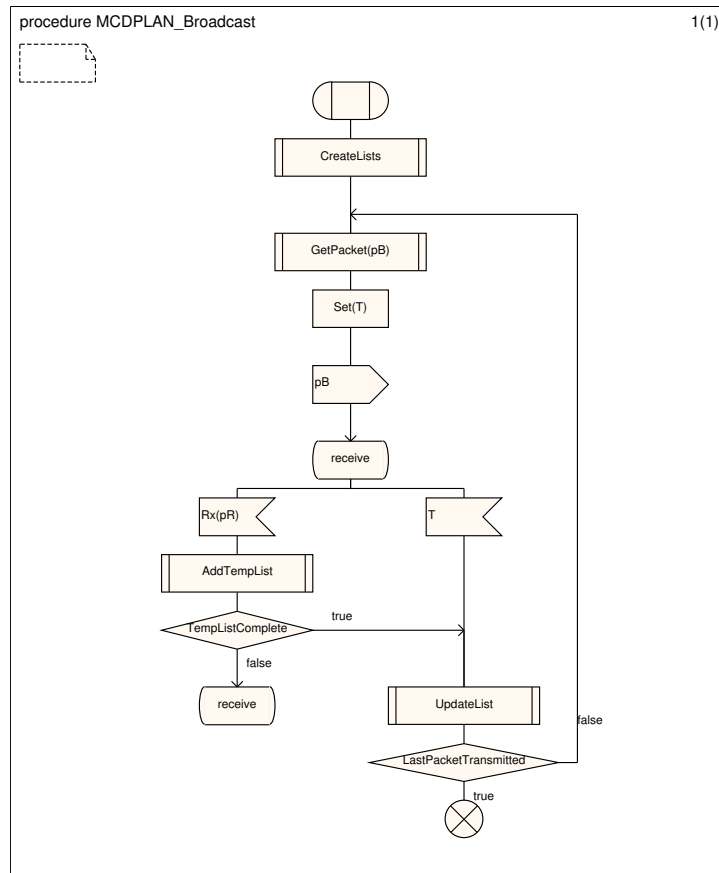 procedure MCDPLAN_Broadcast 1(1)
CreateLists
GetPacket(pB)
Set(T)
pB
receive
Rx(pR) T
AddTempList
TempListComplete true
false
receive UpdateList
false
LastPacketTransmitted
true